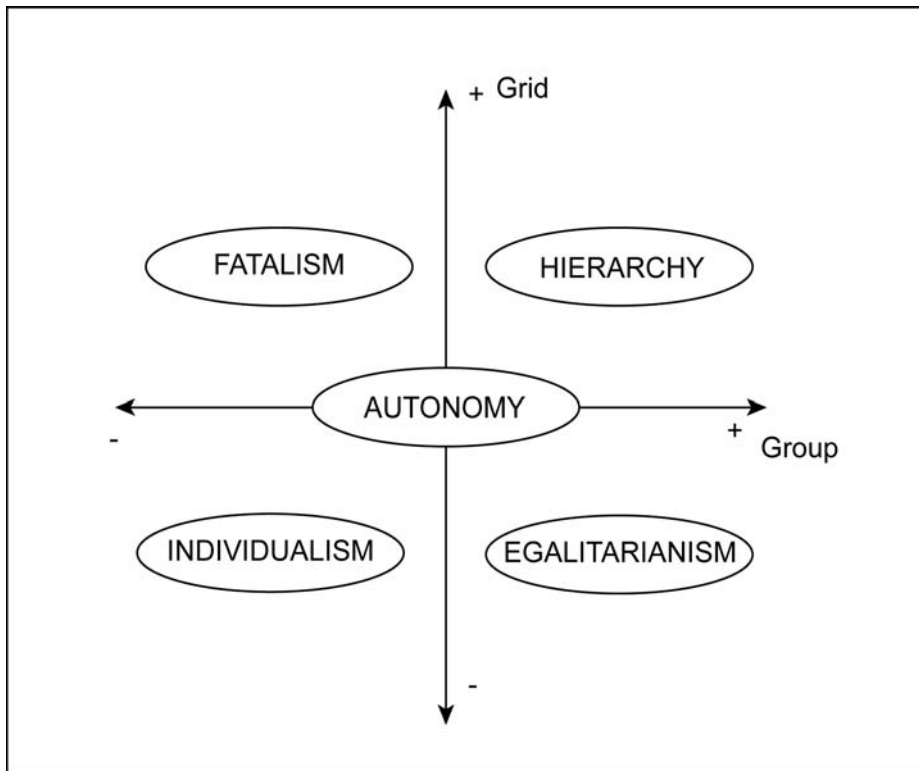 + Grid
FATALISM
HIERARCHY
AUTONOMY
-
+
Group
INDIVIDUALISM
EGALITARIANISM
-